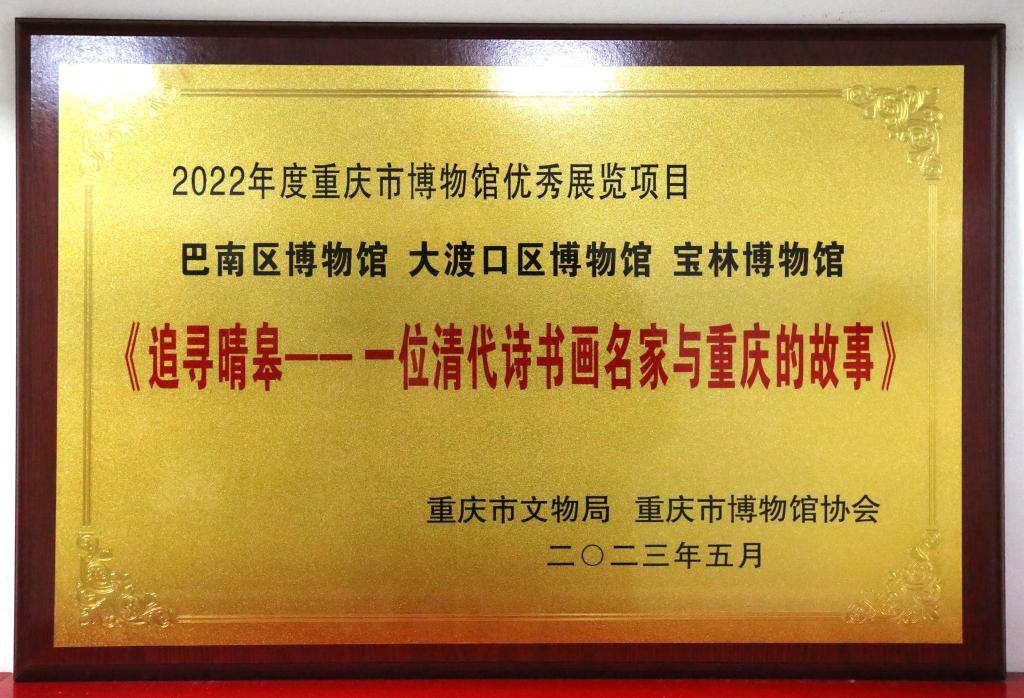 2022年度重庆市博物馆优秀展览项目
巴南区博物馆 大渡口区博物馆 宝林博物馆
《追寻晴皋——一位清代诗书画名家与重庆的故事》
重庆市文物局 重庆市博物馆协会
二〇二三年五月